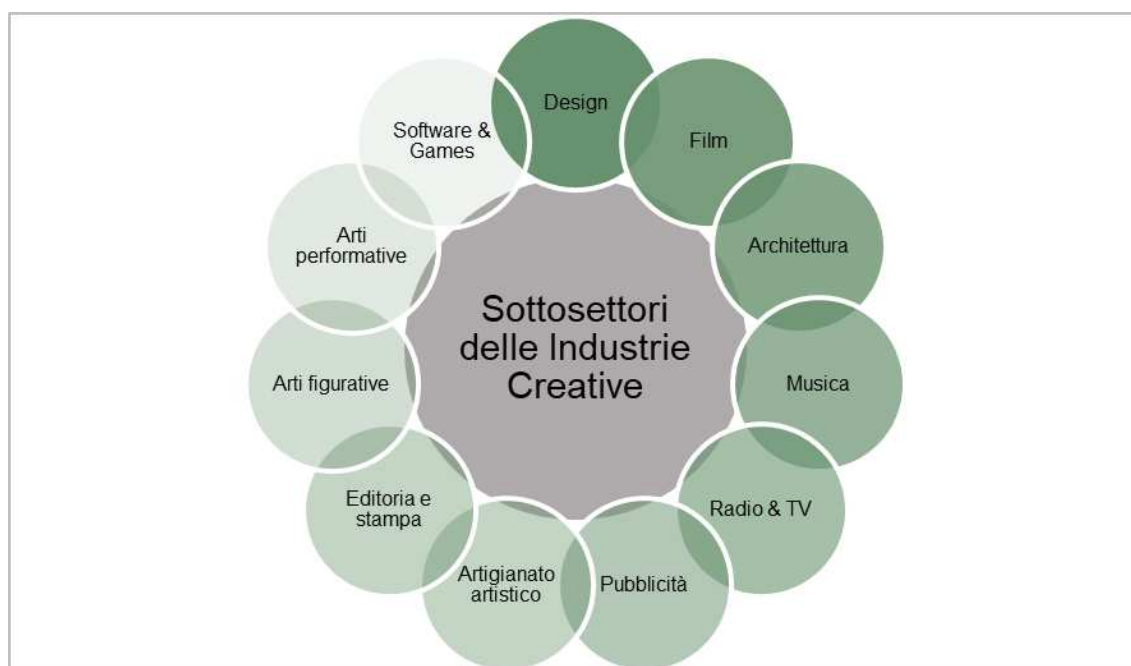 Design
Film
Architettura
Musica
Radio & TV
Pubblicità
Artigianato
artistico
Editoria e
stampa
Arti figurative
Arti
performative
Software &
Games
Sottosettori
delle Industrie
Creative